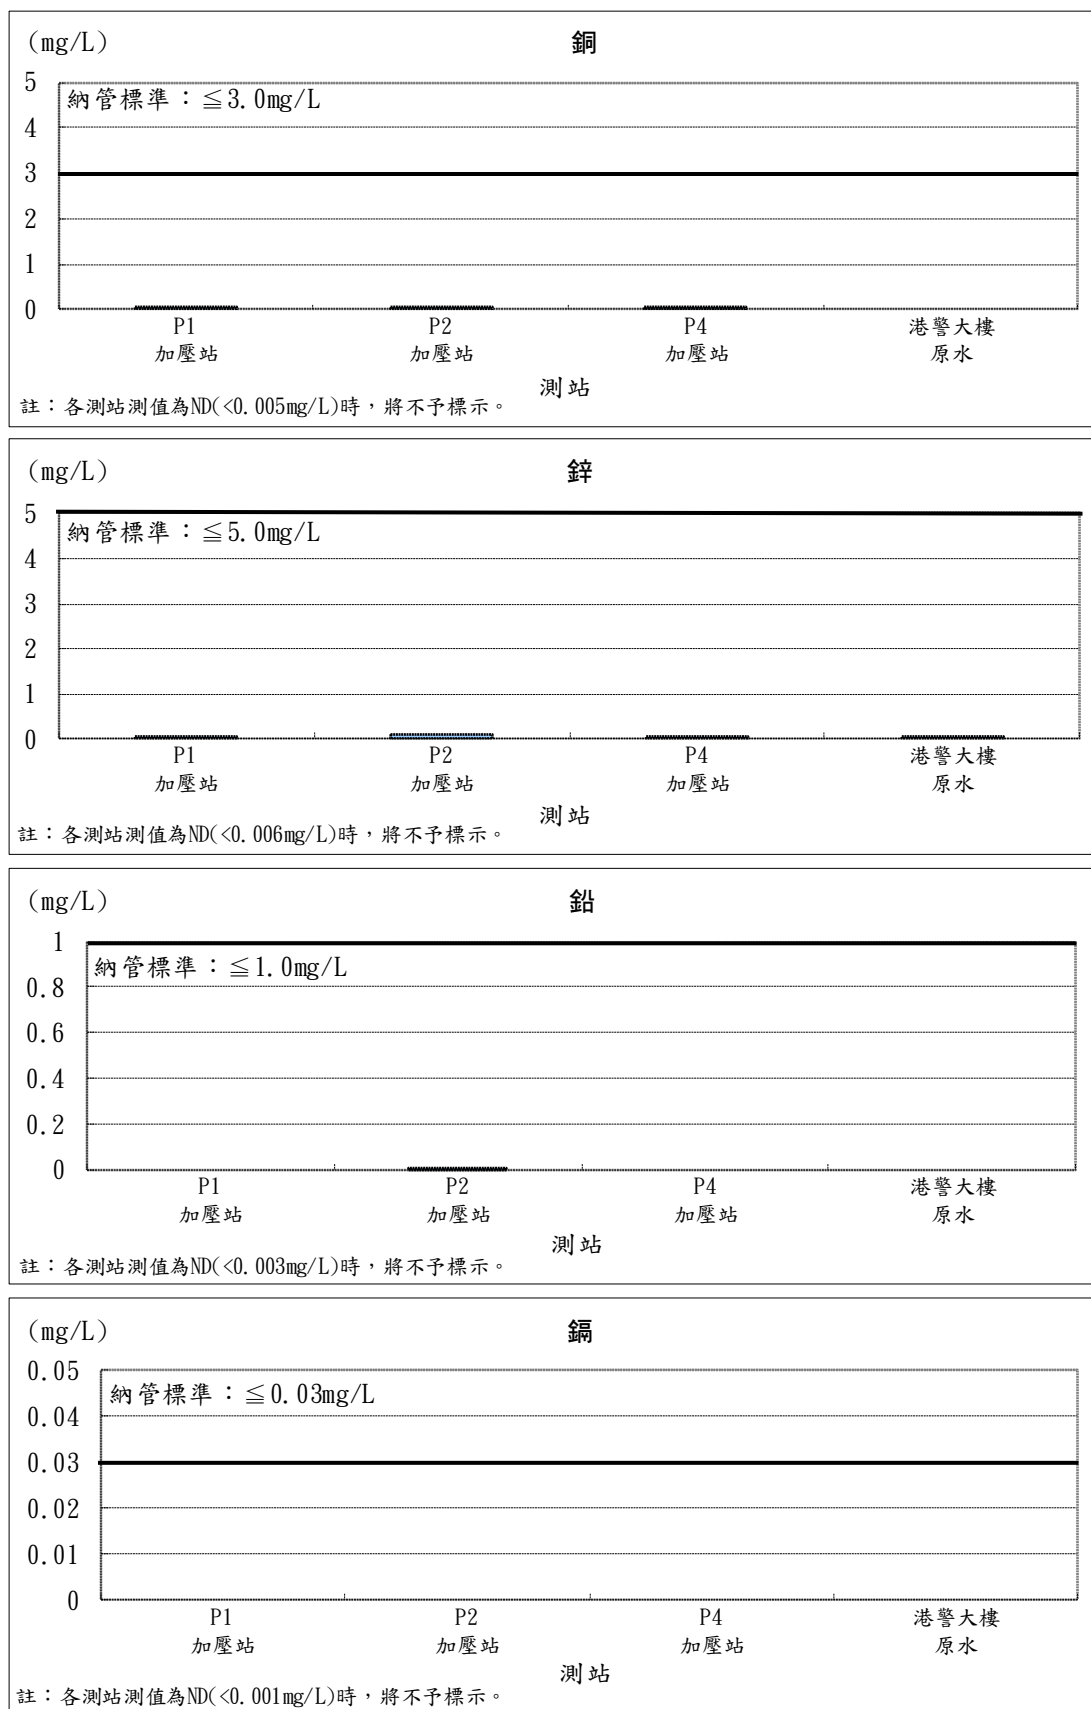 (mg/L)
銅
5
納管標準：≦3.0mg/L
4
3
2
1
0
P1 P2 P4 港警大樓
加壓站 加壓站 加壓站 原水
測站
註：各測站測值為ND(<0.005mg/L)時，將不予標示。
(mg/L)
鋅
5
納管標準：≦5.0mg/L
4
3
2
1
0
P1 P2 P4 港警大樓
加壓站 加壓站 加壓站 原水
測站
註：各測站測值為ND(<0.006mg/L)時，將不予標示。
(mg/L)
鉛
1
納管標準：≦1.0mg/L
0.8
0.6
0.4
0.2
0
P1 P2 P4 港警大樓
加壓站 加壓站 加壓站 原水
測站
註：各測站測值為ND(<0.003mg/L)時，將不予標示。
(mg/L)
鎘
0.05
納管標準：≦0.03mg/L
0.04
0.03
0.02
0.01
0
P1 P2 P4 港警大樓
加壓站 加壓站 加壓站 原水
測站
註：各測站測值為ND(<0.001mg/L)時，將不予標示。